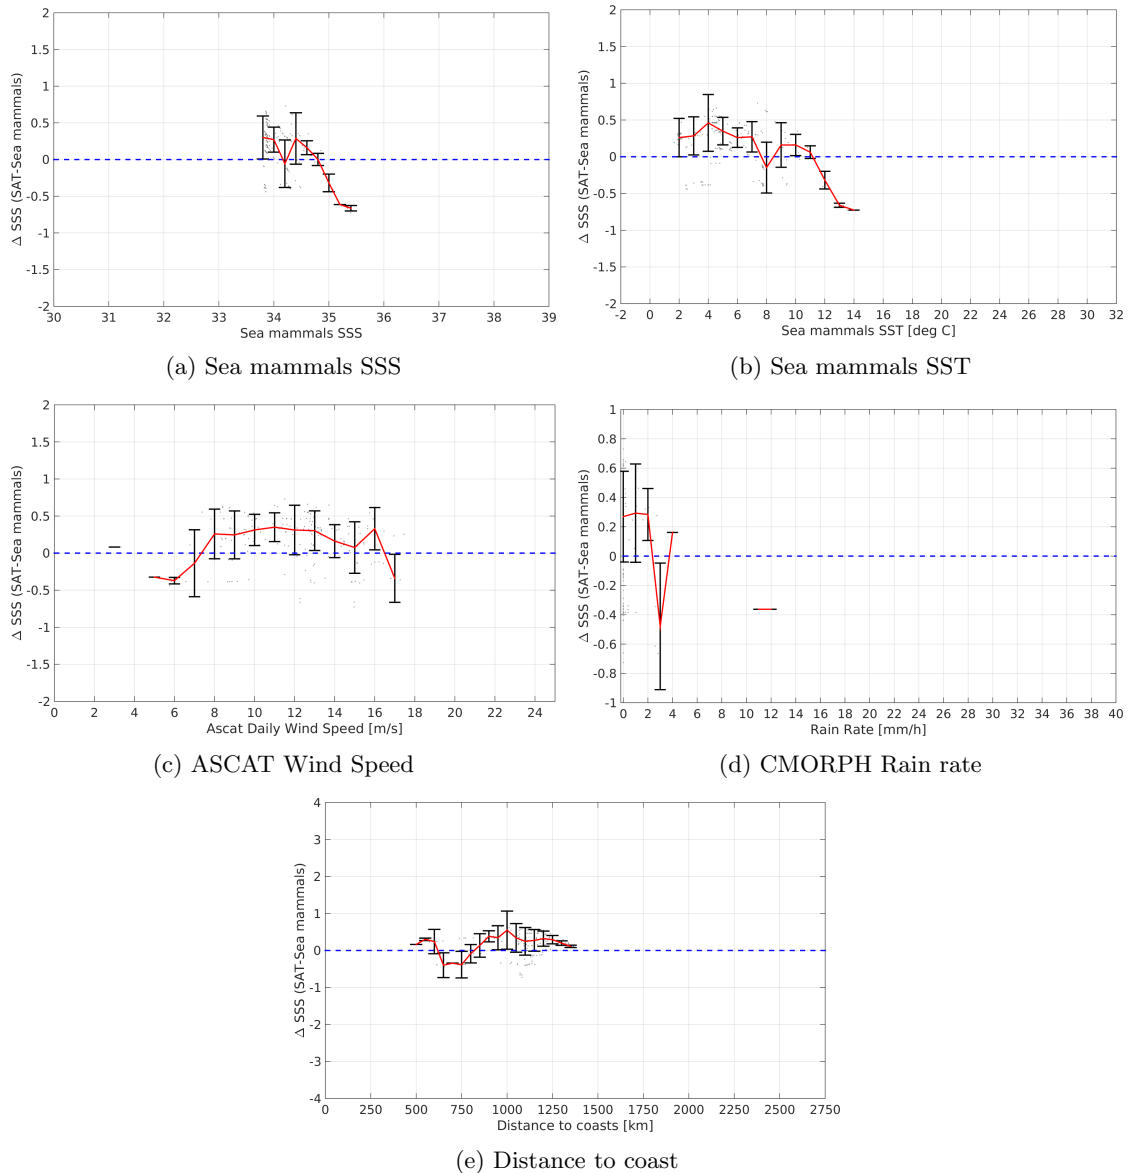 2
1.5
1
0.5
0
-0.5
-1
-1.5
-2
Δ SSS (SAT-Sea mammals)
30 31 32 33 34 35 36 37 38 39
Sea mammals SSS
(a) Sea mammals SSS
2
1.5
1
0.5
0
-0.5
-1
-1.5
-2
Δ SSS (SAT-Sea mammals)
-2 0 2 4 6 8 10 12 14 16 18 20 22 24 26 28 30 32
Sea mammals SST [deg C]
(b) Sea mammals SST
2
1.5
1
0.5
0
-0.5
-1
-1.5
-2
Δ SSS (SAT-Sea mammals)
0 2 4 6 8 10 12 14 16 18 20 22 24
Ascat Daily Wind Speed [m/s]
(c) ASCAT Wind Speed
1
0.8
0.6
0.4
0.2
0
-0.2
-0.4
-0.6
-0.8
-1
Δ SSS (SAT-Sea mammals)
0 2 4 6 8 10 12 14 16 18 20 22 24 26 28 30 32 34 36 38 40
Rain Rate [mm/h]
(d) CMORPH Rain rate
4
3
2
1
0
-1
-2
-3
-4
Δ SSS (SAT-Sea mammals)
0 250 500 750 1000 1250 1500 1750 2000 2250 2500 2750
Distance to coasts [km]
(e) Distance to coast